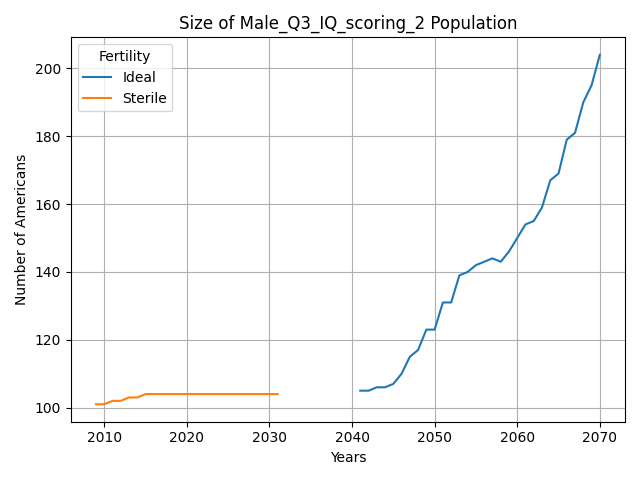 Size of Male_Q3_IQ_scoring_2 Population
Fertility
Ideal
Sterile
Number of Americans
200
180
160
140
120
100
2010 2020 2030 2040 2050 2060 2070
Years